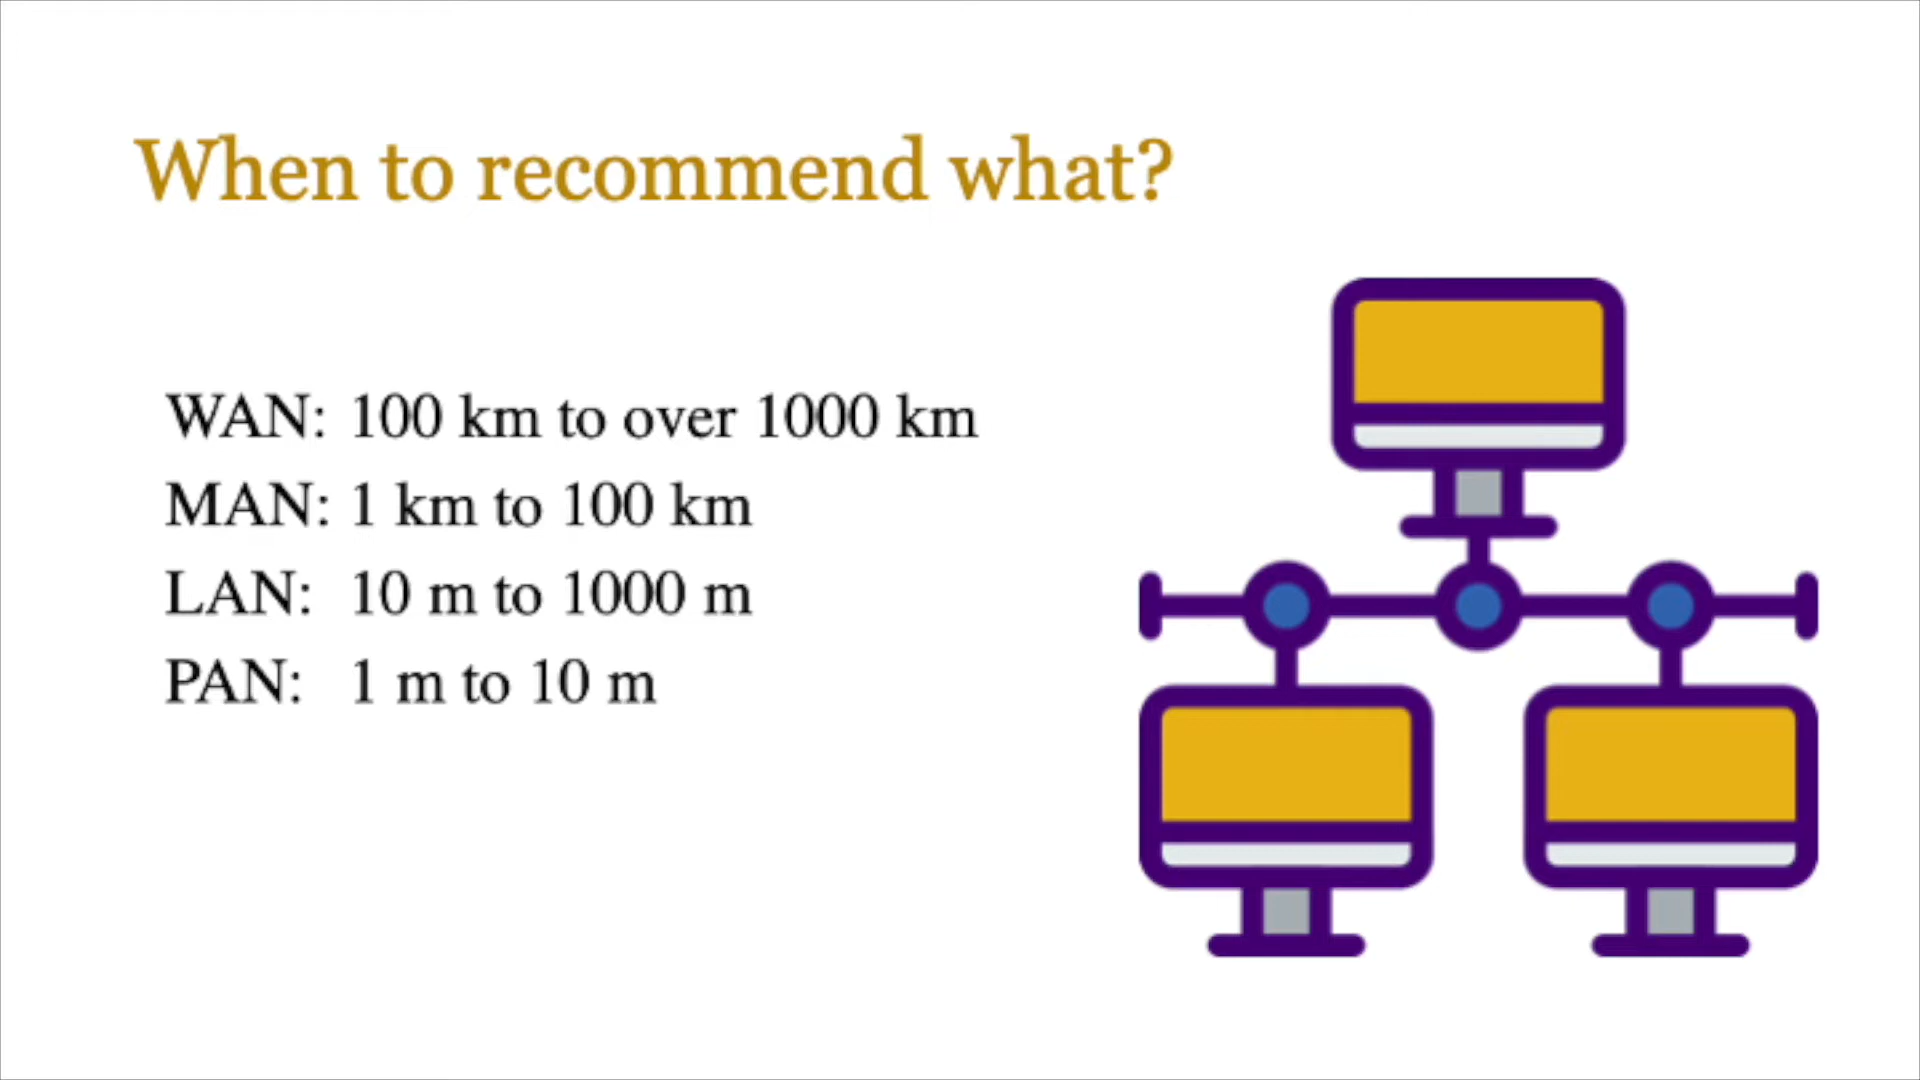 When to recommend what?
WAN: 100 km to over 1000 km
MAN: 1 km to 100 km
LAN: 10 m to 1000 m
PAN: 1 m to 10 m